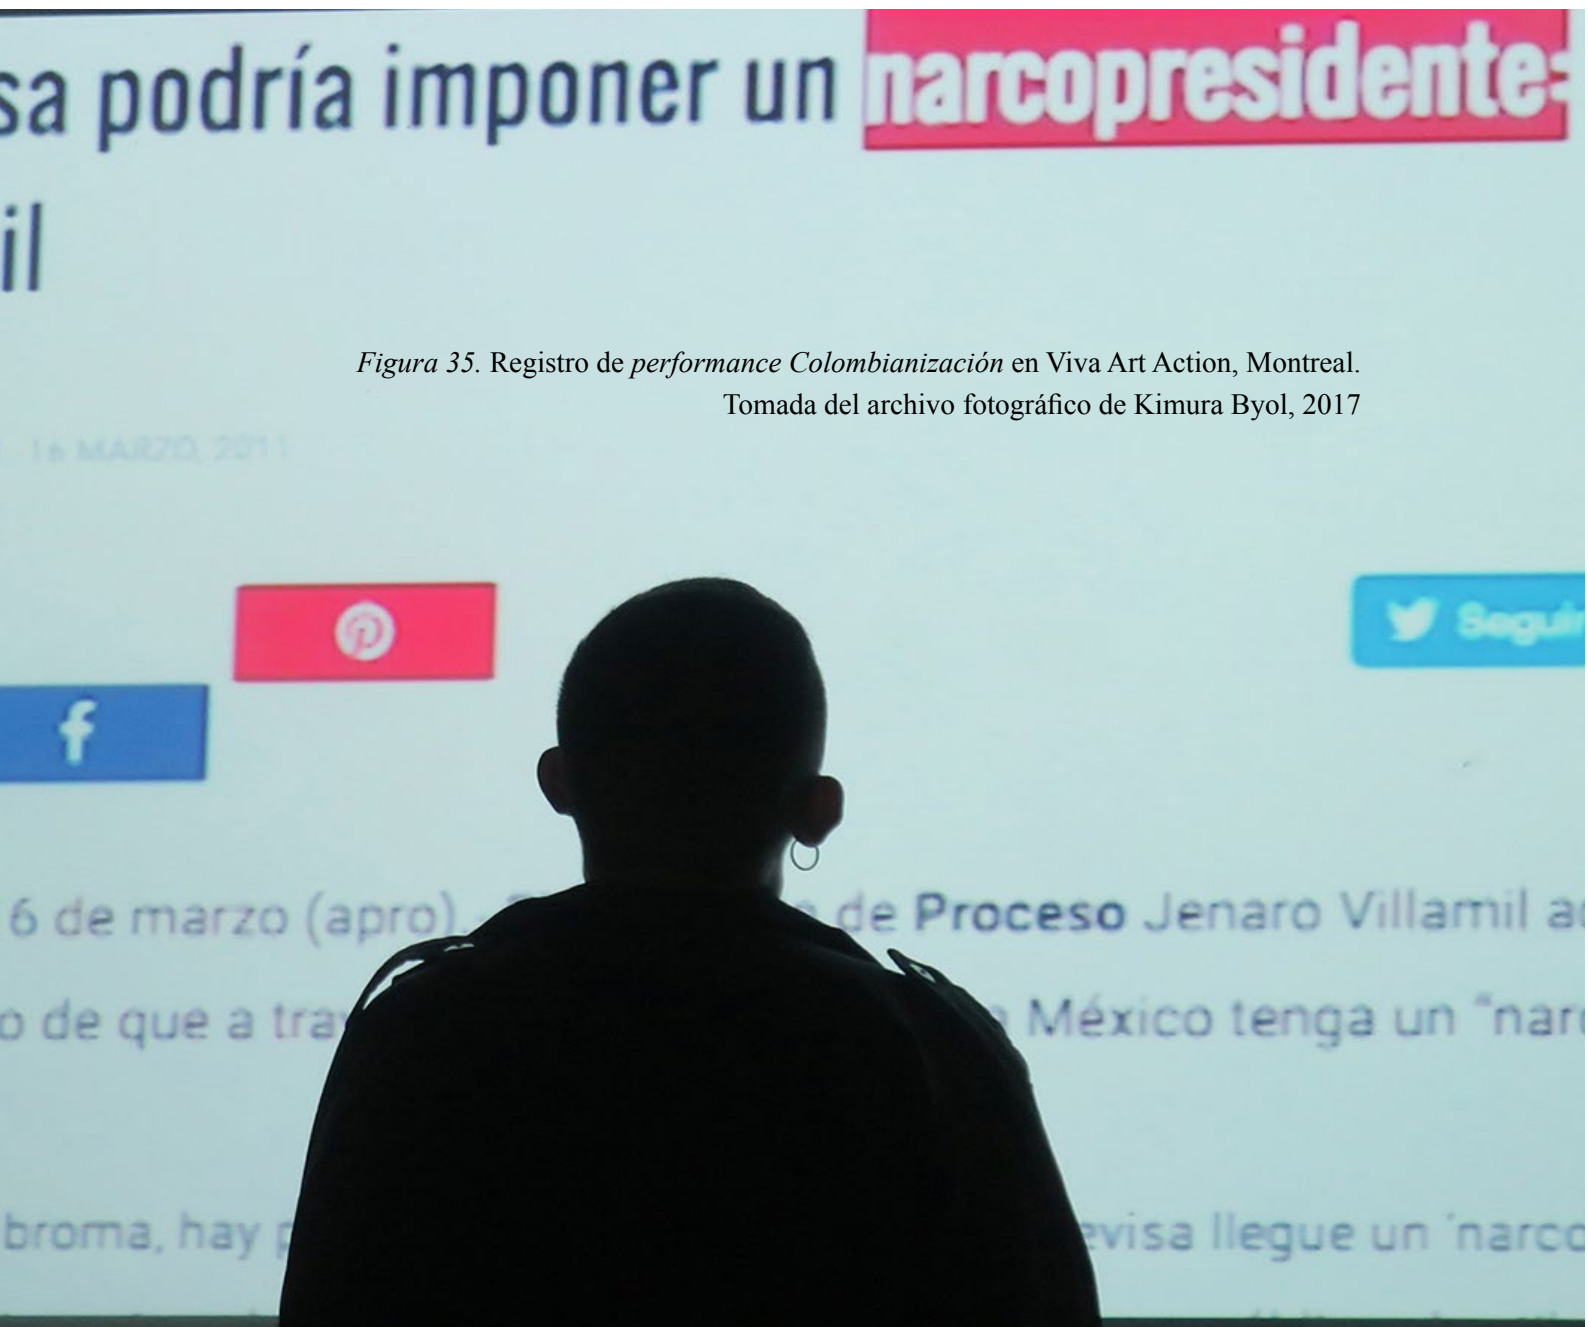 sa podría imponer un narcopresidente:
il
Figura 35. Registro de performance Colombianización en Viva Art Action, Montreal.
Tomada del archivo fotográfico de Kimura Byol, 2017
16 MARZO, 2011
Seguir
f
6 de marzo (apro) de Proceso Jenaro Villamil
o de que a tra México tenga un “narc
broma, hay evisa llegue un ‘narco